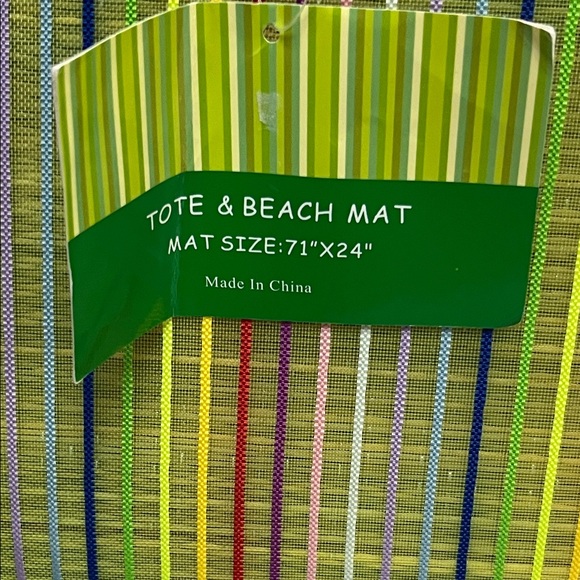 TOTE & BEACH MAT
MAT SIZE:71"X24"
Made In China